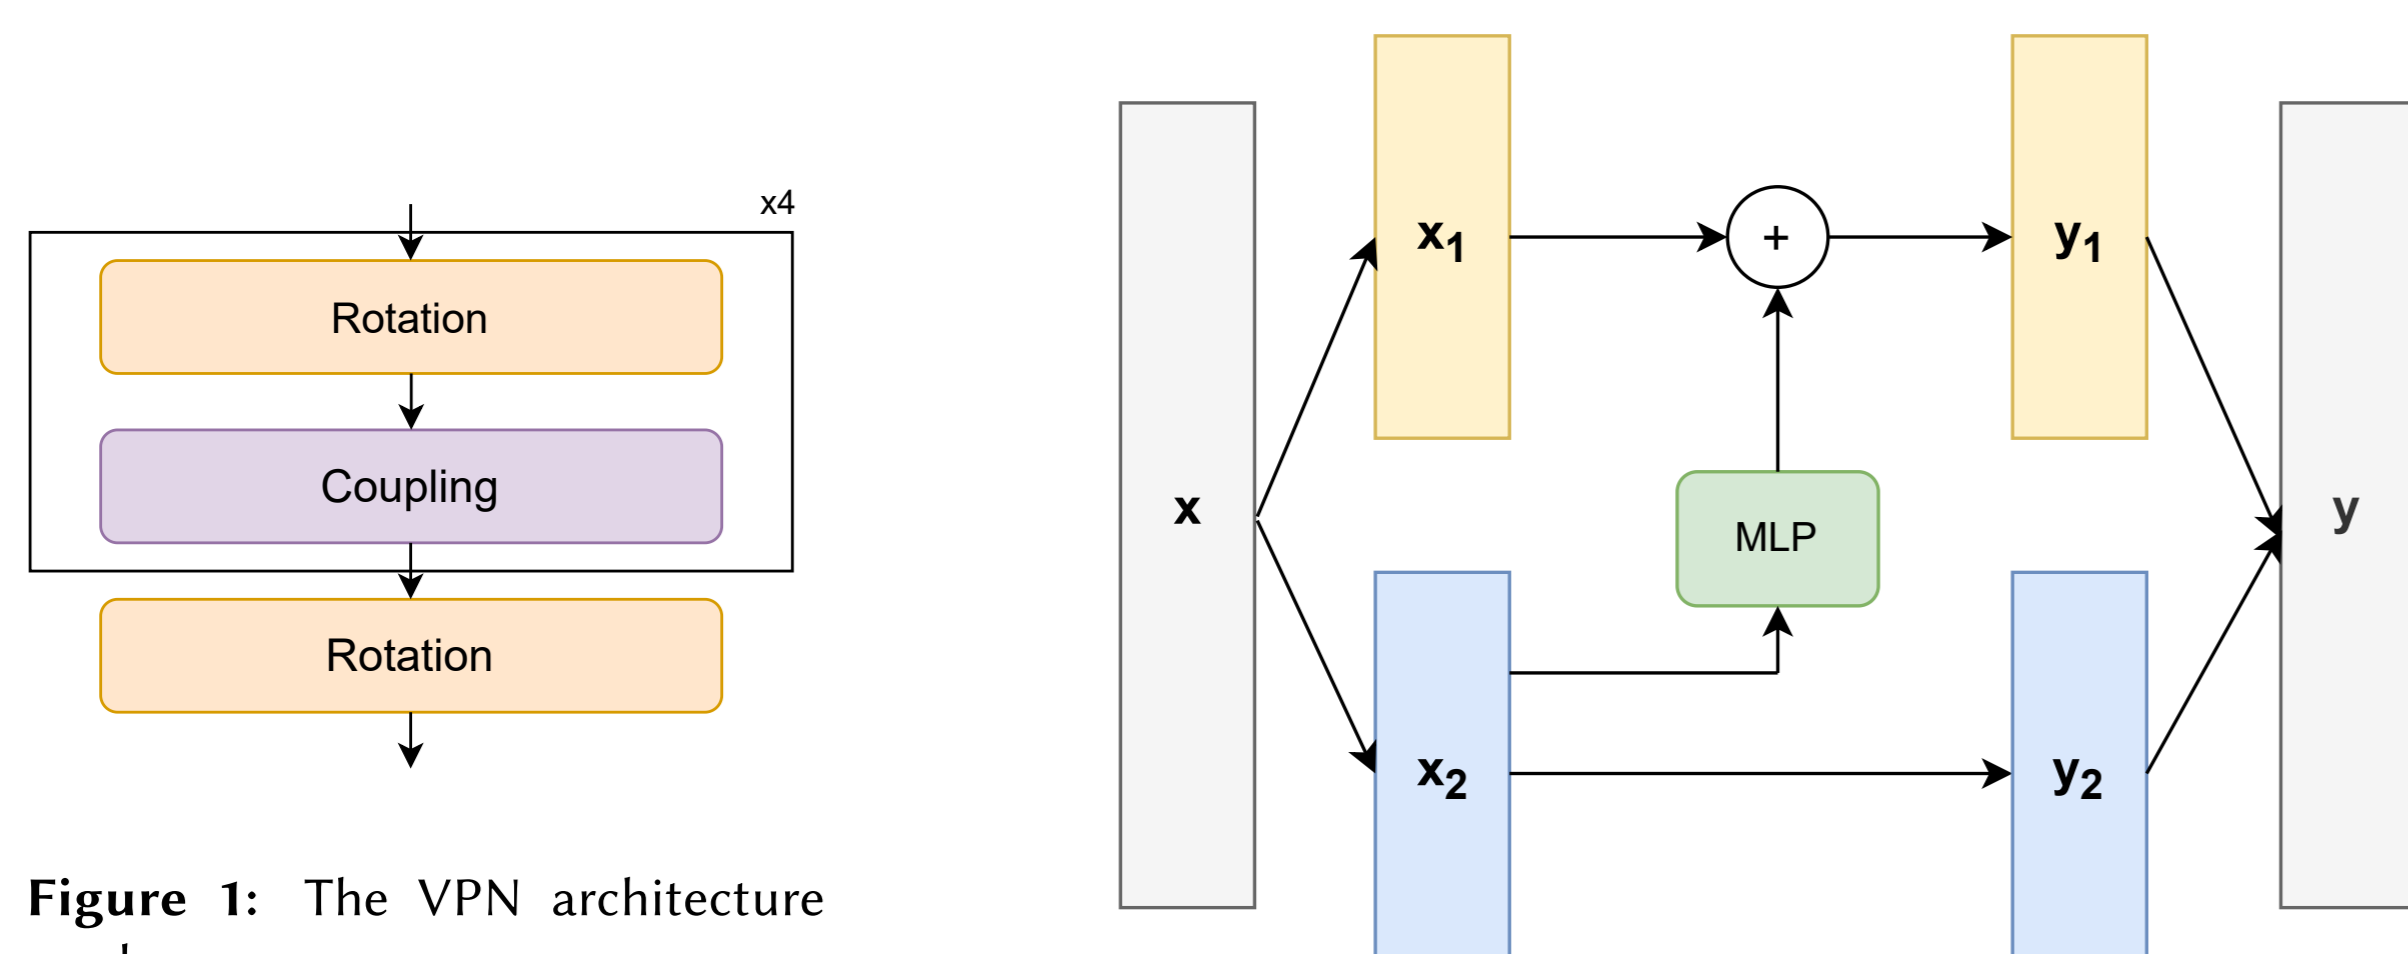 x4
Rotation
Coupling
Rotation
Figure 1: The VPN architecture
x
x1
x2
+
MLP
y1
y2
y